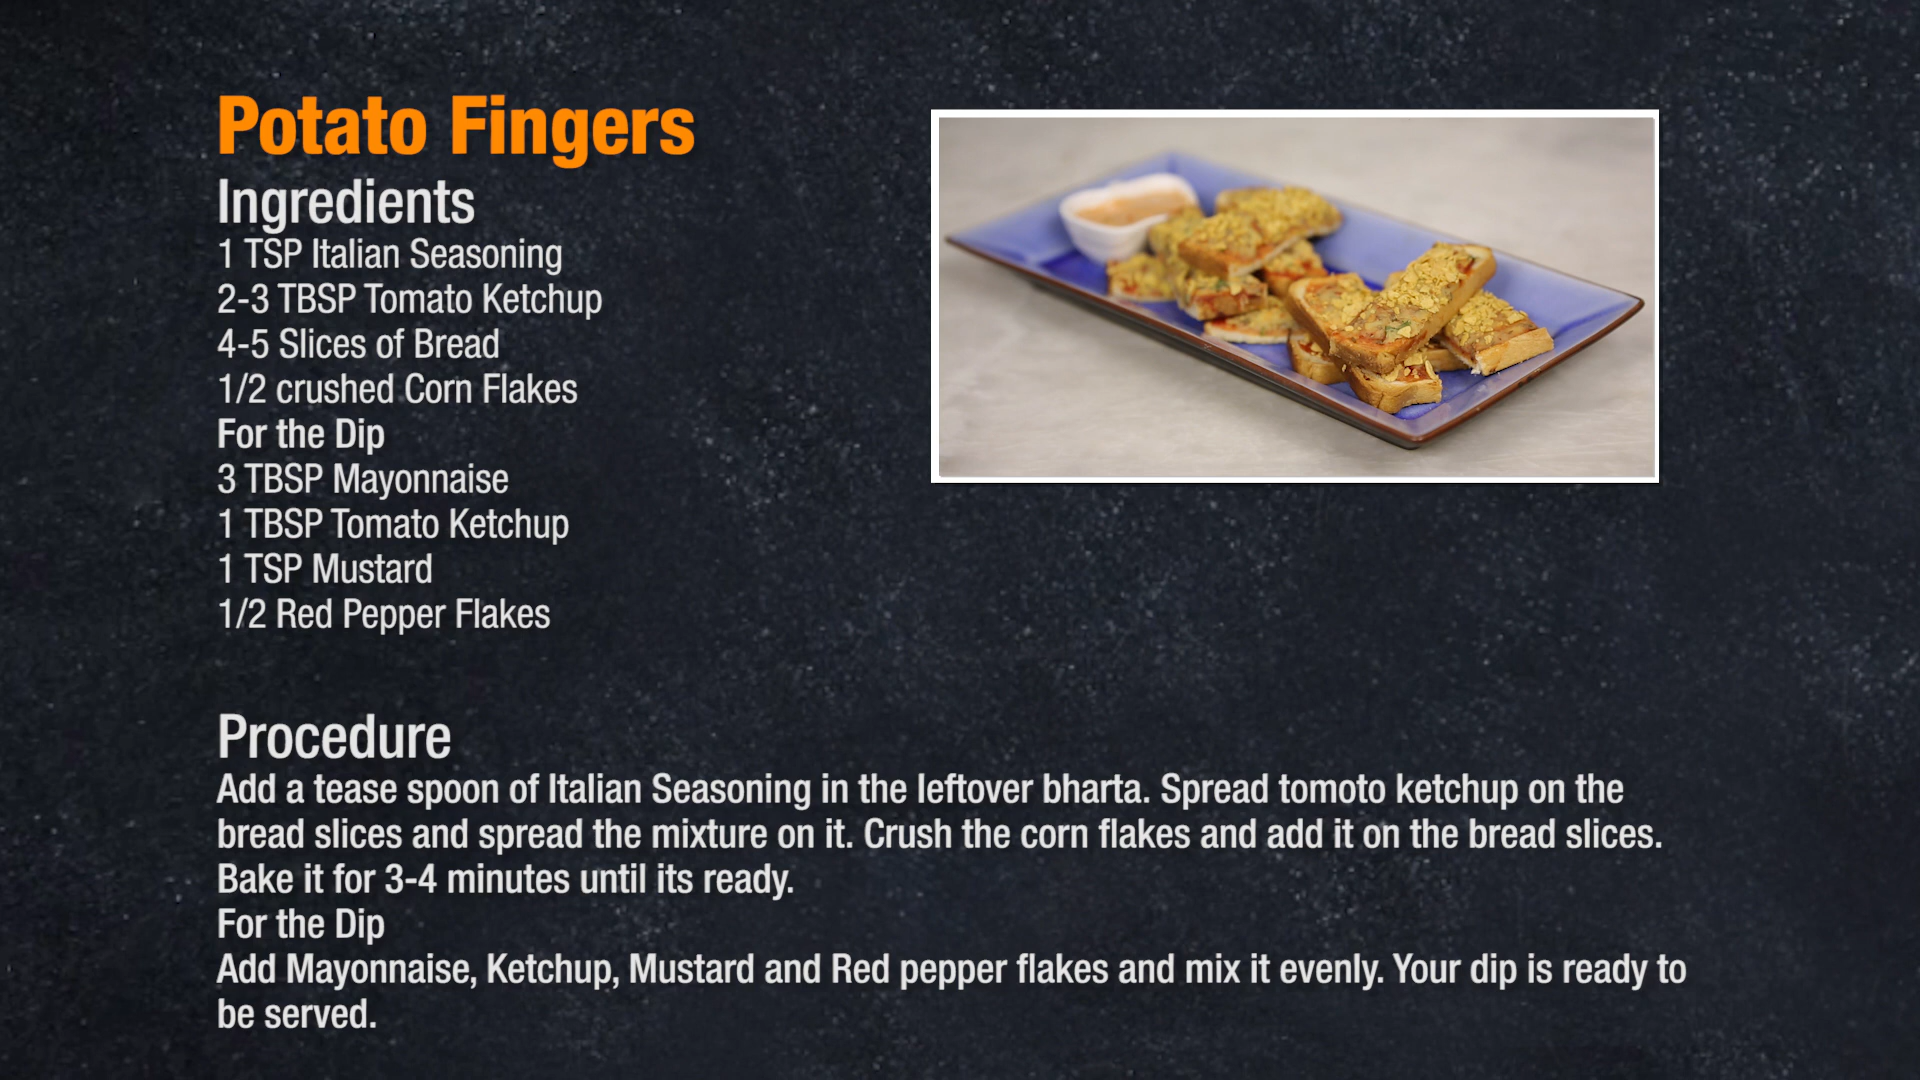 Potato Fingers
Ingredients
1 TSP Italian Seasoning
2-3 TBSP Tomato Ketchup
4-5 Slices of Bread
1/2 crushed Corn Flakes
For the Dip
3 TBSP Mayonnaise
1 TBSP Tomato Ketchup
1 TSP Mustard
1/2 Red Pepper Flakes
Procedure
Add a tease spoon of Italian Seasoning in the leftover bharta. Spread tomoto ketchup on the
bread slices and spread the mixture on it. Crush the corn flakes and add it on the bread slices.
Bake it for 3-4 minutes until its ready.
For the Dip
Add Mayonnaise, Ketchup, Mustard and Red pepper flakes and mix it evenly. Your dip is ready to
be served.